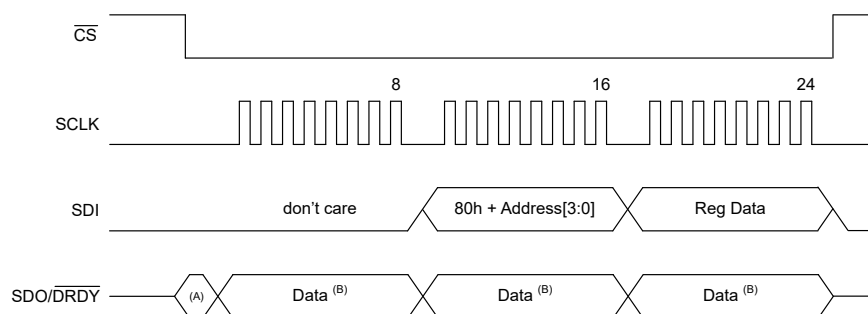 CS
8 16 24
SCLK
SDI don't care 80h + Address[3:0] Reg Data
SDO/DRDY (A) Data (B) Data (B) Data (B)